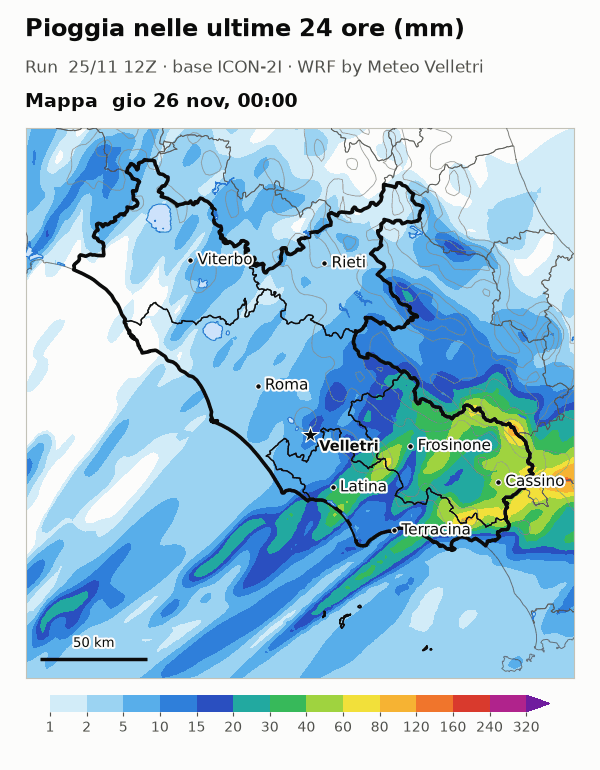 Pioggia nelle ultime 24 ore (mm)
Run  25/11 12Z · base ICON-2I · WRF by Meteo Velletri
Mappa  gio 26 nov, 00:00
Viterbo
Rieti
Roma
Velletri
Frosinone
Latina
Cassino
Terracina
50 km
1 2 5 10 15 20 30 40 60 80 120 160 240 320